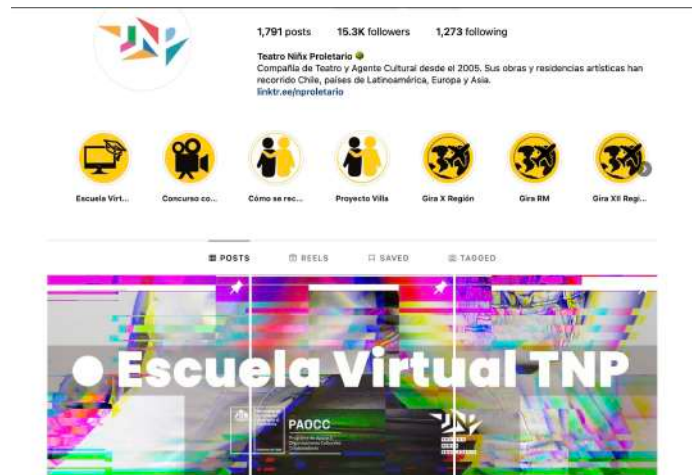 TNP
1,791 posts 15.3K followers 1,273 following
Teatro Niñx Proletario
Compañía de Teatro y Agente Cultural desde el 2005. Sus obras y residencias artísticas han
recorrido Chile, países de Latinoamérica, Europa y Asia.
linktr.ee/nproletario
Escuela Virt... Concurso co... Cómo se rec... Proyecto Villa Gira X Región Gira RM Gira XII Regi...
POSTS REELS SAVED TAGGED
Escuela Virtual TNP
PAOCC
TNP